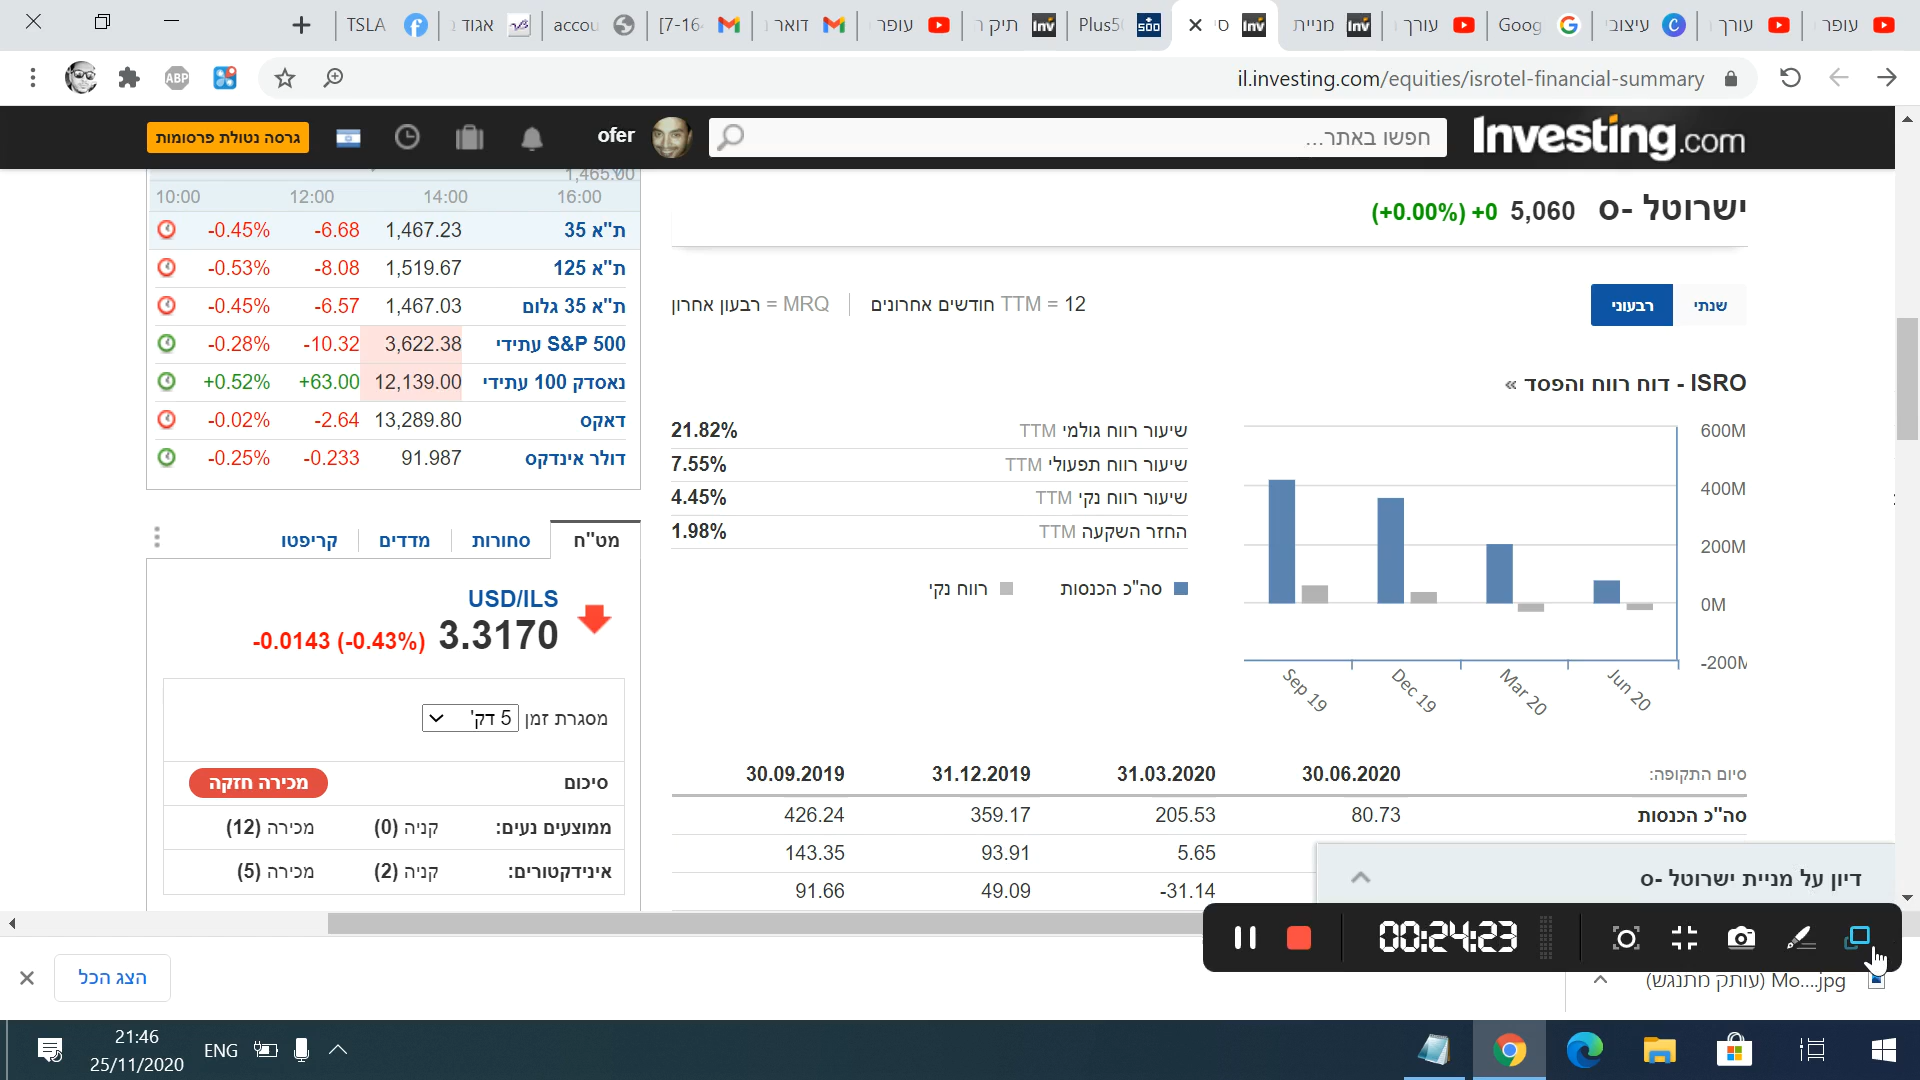 TSLA
אגוד
accou
[7-16
דואר
עופר
תיק
Plus5
ס'
מניית
עורך
Goog
עיצובי
עורך
עופר
il.investing.com/equities/isrotel-financial-summary
ABP
גרסה נטולת פרסומות
ofer
חפשו באתר...
Investing.com
1,465.00
10:00 12:00 14:00 16:00
ת"א 35 1,467.23 -6.68 -0.45%
ת"א 125 1,519.67 -8.08 -0.53%
ת"א 35 גלום 1,467.03 -6.57 -0.45%
S&P 500 עתידי 3,622.38 -10.32 -0.28%
נאסדק 100 עתידי 12,139.00 +63.00 +0.52%
דאקס 13,289.80 -2.64 -0.02%
דולר אינדקס 91.987 -0.233 -0.25%
מט"ח סחורות מדדים קריפטו
USD/ILS
3.3170 -0.0143 (-0.43%)
מסגרת זמן 5 דק'
סיכום מכירה חזקה
ממוצעים נעים: קניה (0) מכירה (12)
אינידקטורים: קניה (2) מכירה (5)
ישרוטל -ס 5,060 +0 (+0.00%)
שנתי רבעוני
TTM = 12 חודשים אחרונים
MRQ = רבעון אחרון
ISRO - דוח רווח והפסד »
שיעור רווח גולמי TTM 21.82%
שיעור רווח תפעולי TTM 7.55%
שיעור רווח נקי TTM 4.45%
החזר השקעה TTM 1.98%
סה"כ הכנסות רווח נקי
600M
400M
200M
0M
-200M
Sep 19 Dec 19 Mar 20 Jun 20
סיום התקופה: 30.06.2020 31.03.2020 31.12.2019 30.09.2019
סה"כ הכנסות 80.73 205.53 359.17 426.24
5.65 93.91 143.35
-31.14 49.09 91.66
דיון על מניית ישרוטל -ס
00:24:23
הצג הכל
Mo....jpg (עותק מתנגש)
21:46
25/11/2020
ENG